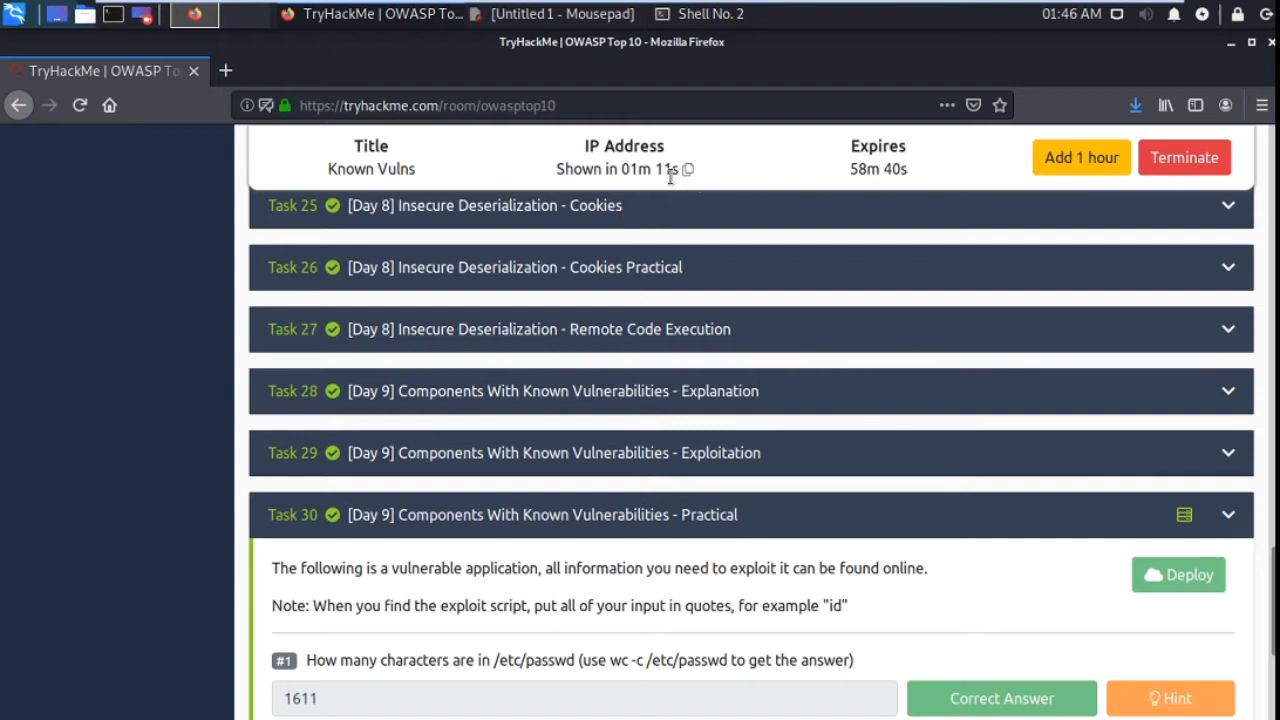 TryHackMe | OWASP To...
[Untitled 1 - Mousepad]
Shell No. 2
01:46 AM
TryHackMe | OWASP Top 10 - Mozilla Firefox
TryHackMe | OWASP To
https://tryhackme.com/room/owasptop10
Title
IP Address
Expires
Known Vulns
Shown in 01m 11s
58m 40s
Add 1 hour
Terminate
Task 25 [Day 8] Insecure Deserialization - Cookies
Task 26 [Day 8] Insecure Deserialization - Cookies Practical
Task 27 [Day 8] Insecure Deserialization - Remote Code Execution
Task 28 [Day 9] Components With Known Vulnerabilities - Explanation
Task 29 [Day 9] Components With Known Vulnerabilities - Exploitation
Task 30 [Day 9] Components With Known Vulnerabilities - Practical
The following is a vulnerable application, all information you need to exploit it can be found online.
Deploy
Note: When you find the exploit script, put all of your input in quotes, for example "id"
#1 How many characters are in /etc/passwd (use wc -c /etc/passwd to get the answer)
1611
Correct Answer
Hint